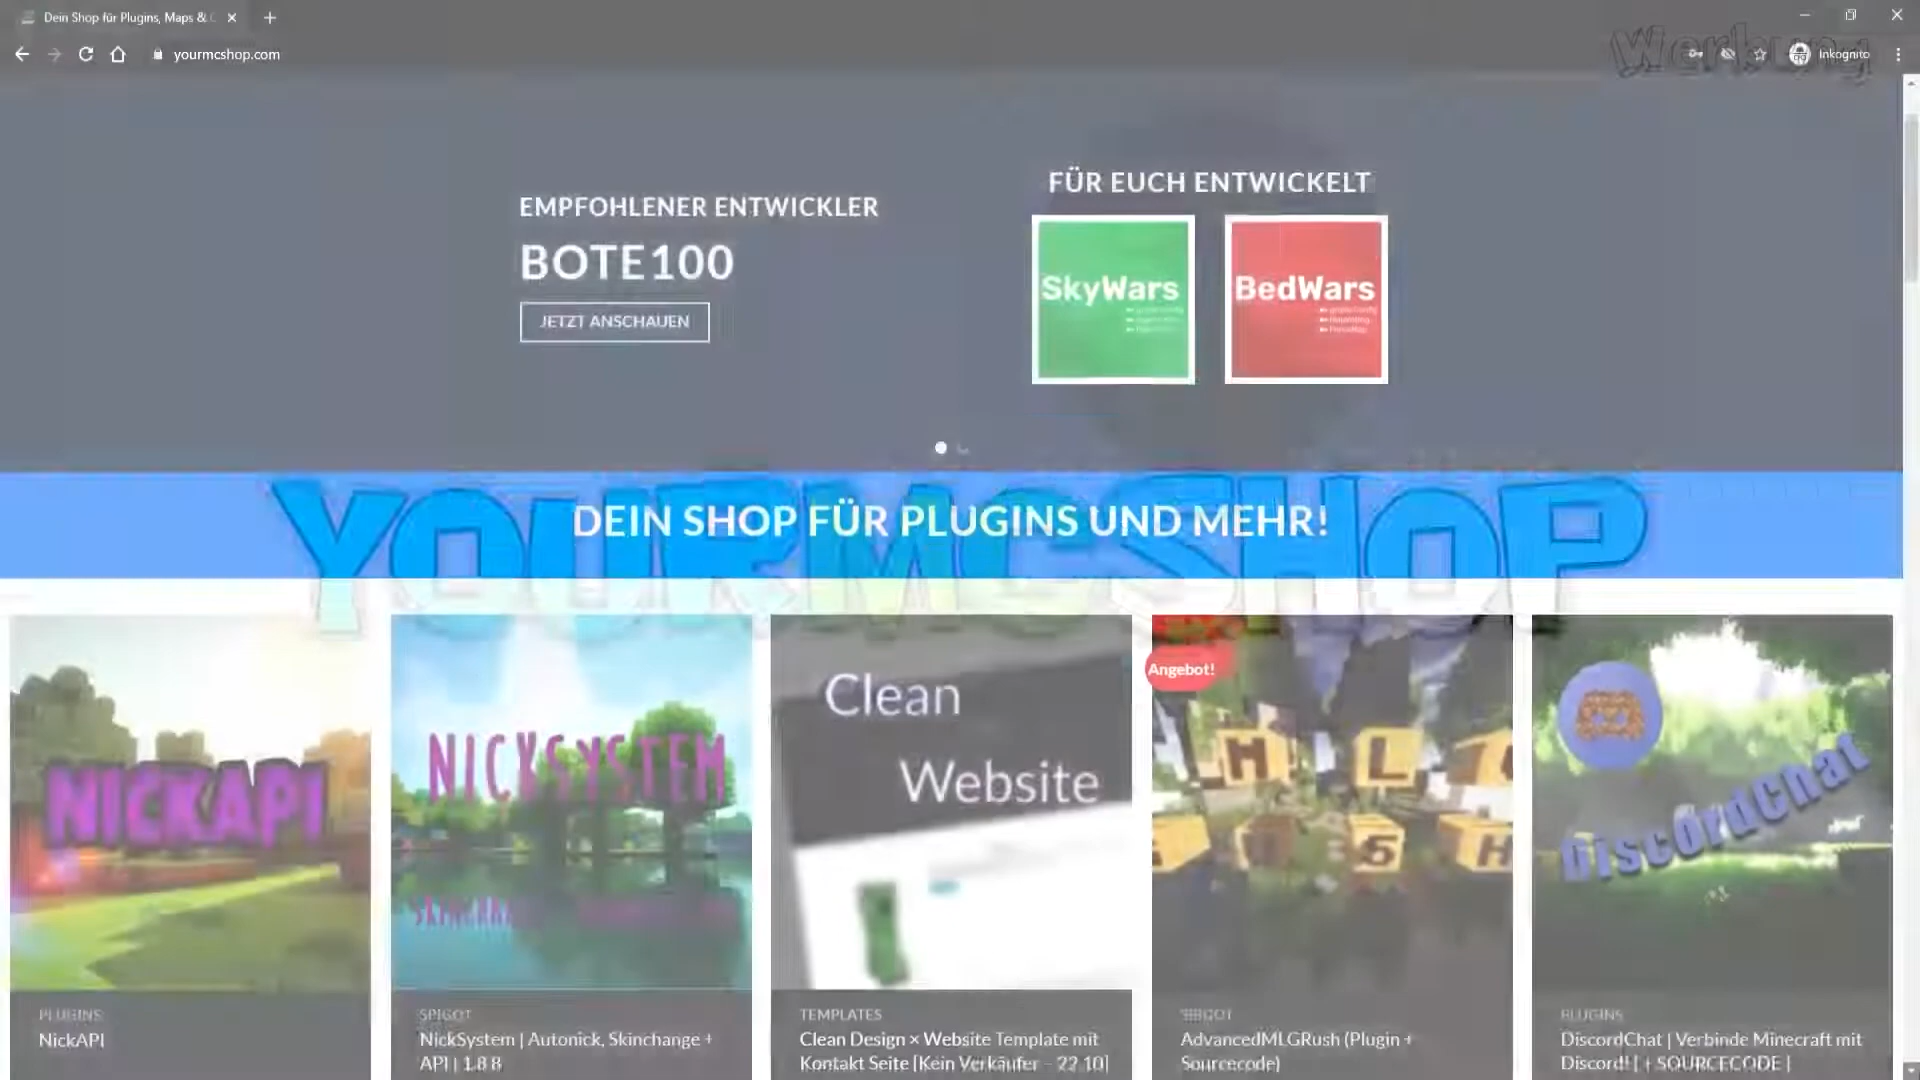 Dein Shop für Plugins, Maps &
yourmcshop.com
Werbung
Inkognito
EMPFOHLENER ENTWICKLER
BOTE100
JETZT ANSCHAUEN
FÜR EUCH ENTWICKELT
SkyWars
BedWars
YOURMCSHOP
DEIN SHOP FÜR PLUGINS UND MEHR!
NICKAPI
NICKSYSTEM
Clean
Website
Angebot!
M L
5 H
DiscOrdChat
PLUGINS
NickAPI
SPIGOT
NickSystem | Autonick, Skinchange +
API | 1.8 8
TEMPLATES
Clean Design × Website Template mit
Kontakt Seite [Kein Verkäufer – 22.10]
AdvancedMLGRush (Plugin +
Sourcecode)
PLUGINS
DiscordChat | Verbinde Minecraft mit
Discord! [ + SOURCECODE ]